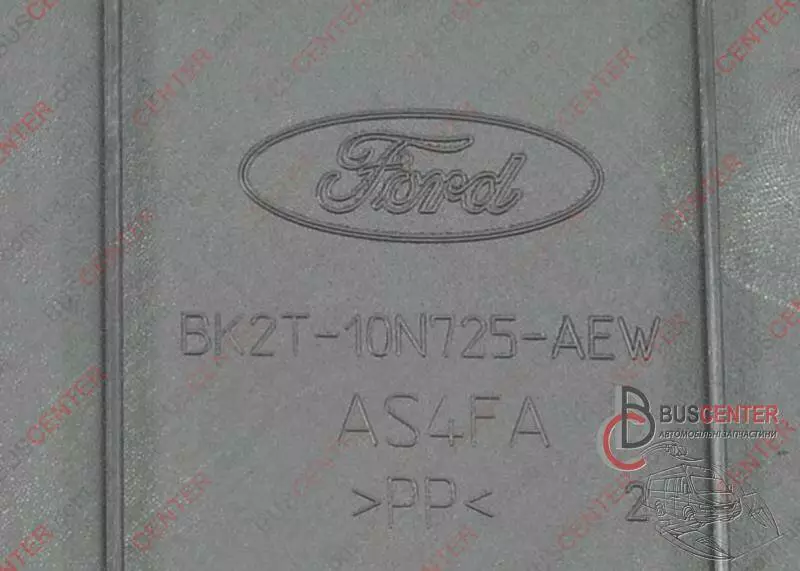 Ford
BK2T-10N725-AEW
AS4FA
>PP< 2
BUSCENTER
АВТОМОБІЛЬНІ ЗАПЧАСТИНИ